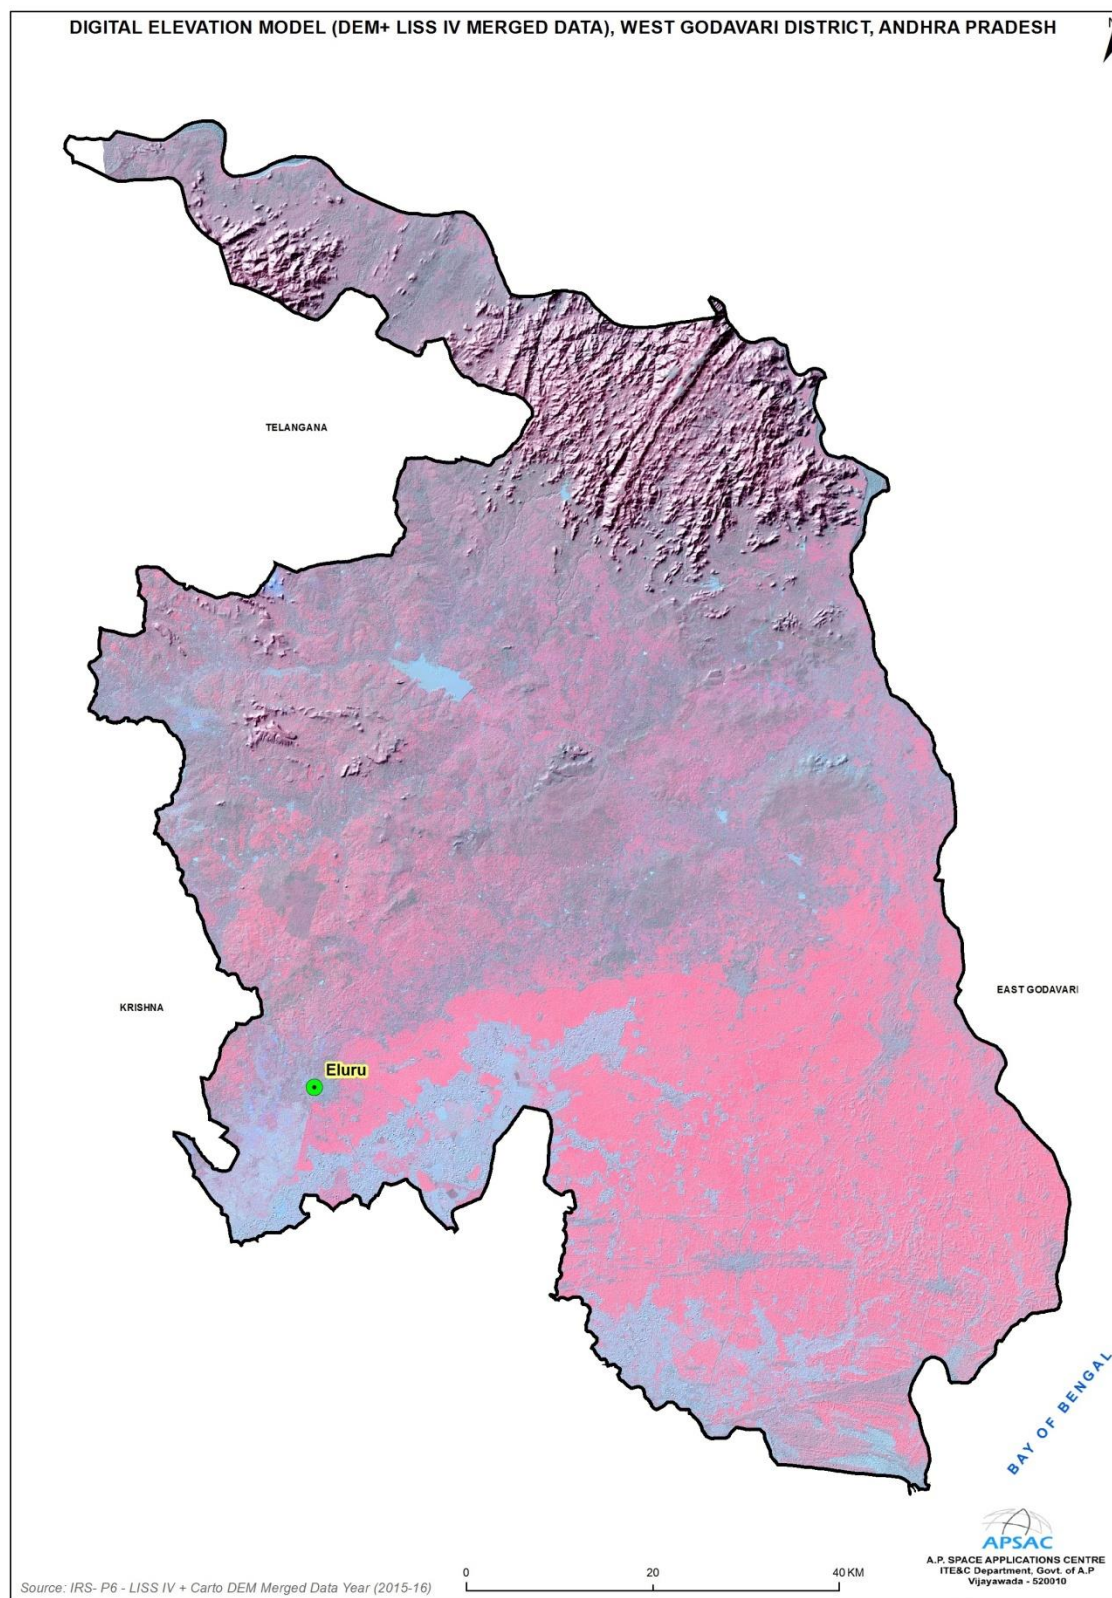 DIGITAL ELEVATION MODEL (DEM+ LISS IV MERGED DATA), WEST GODAVARI DISTRICT, ANDHRA PRADESH
N
TELANGANA
KRISHNA
EAST GODAVARI
Eluru
BAY OF BENGAL
APSAC
A.P. SPACE APPLICATIONS CENTRE
ITE&C Department, Govt. of A.P
Vijayawada - 520010
0 20 40 KM
Source: IRS- P6 - LISS IV + Carto DEM Merged Data Year (2015-16)